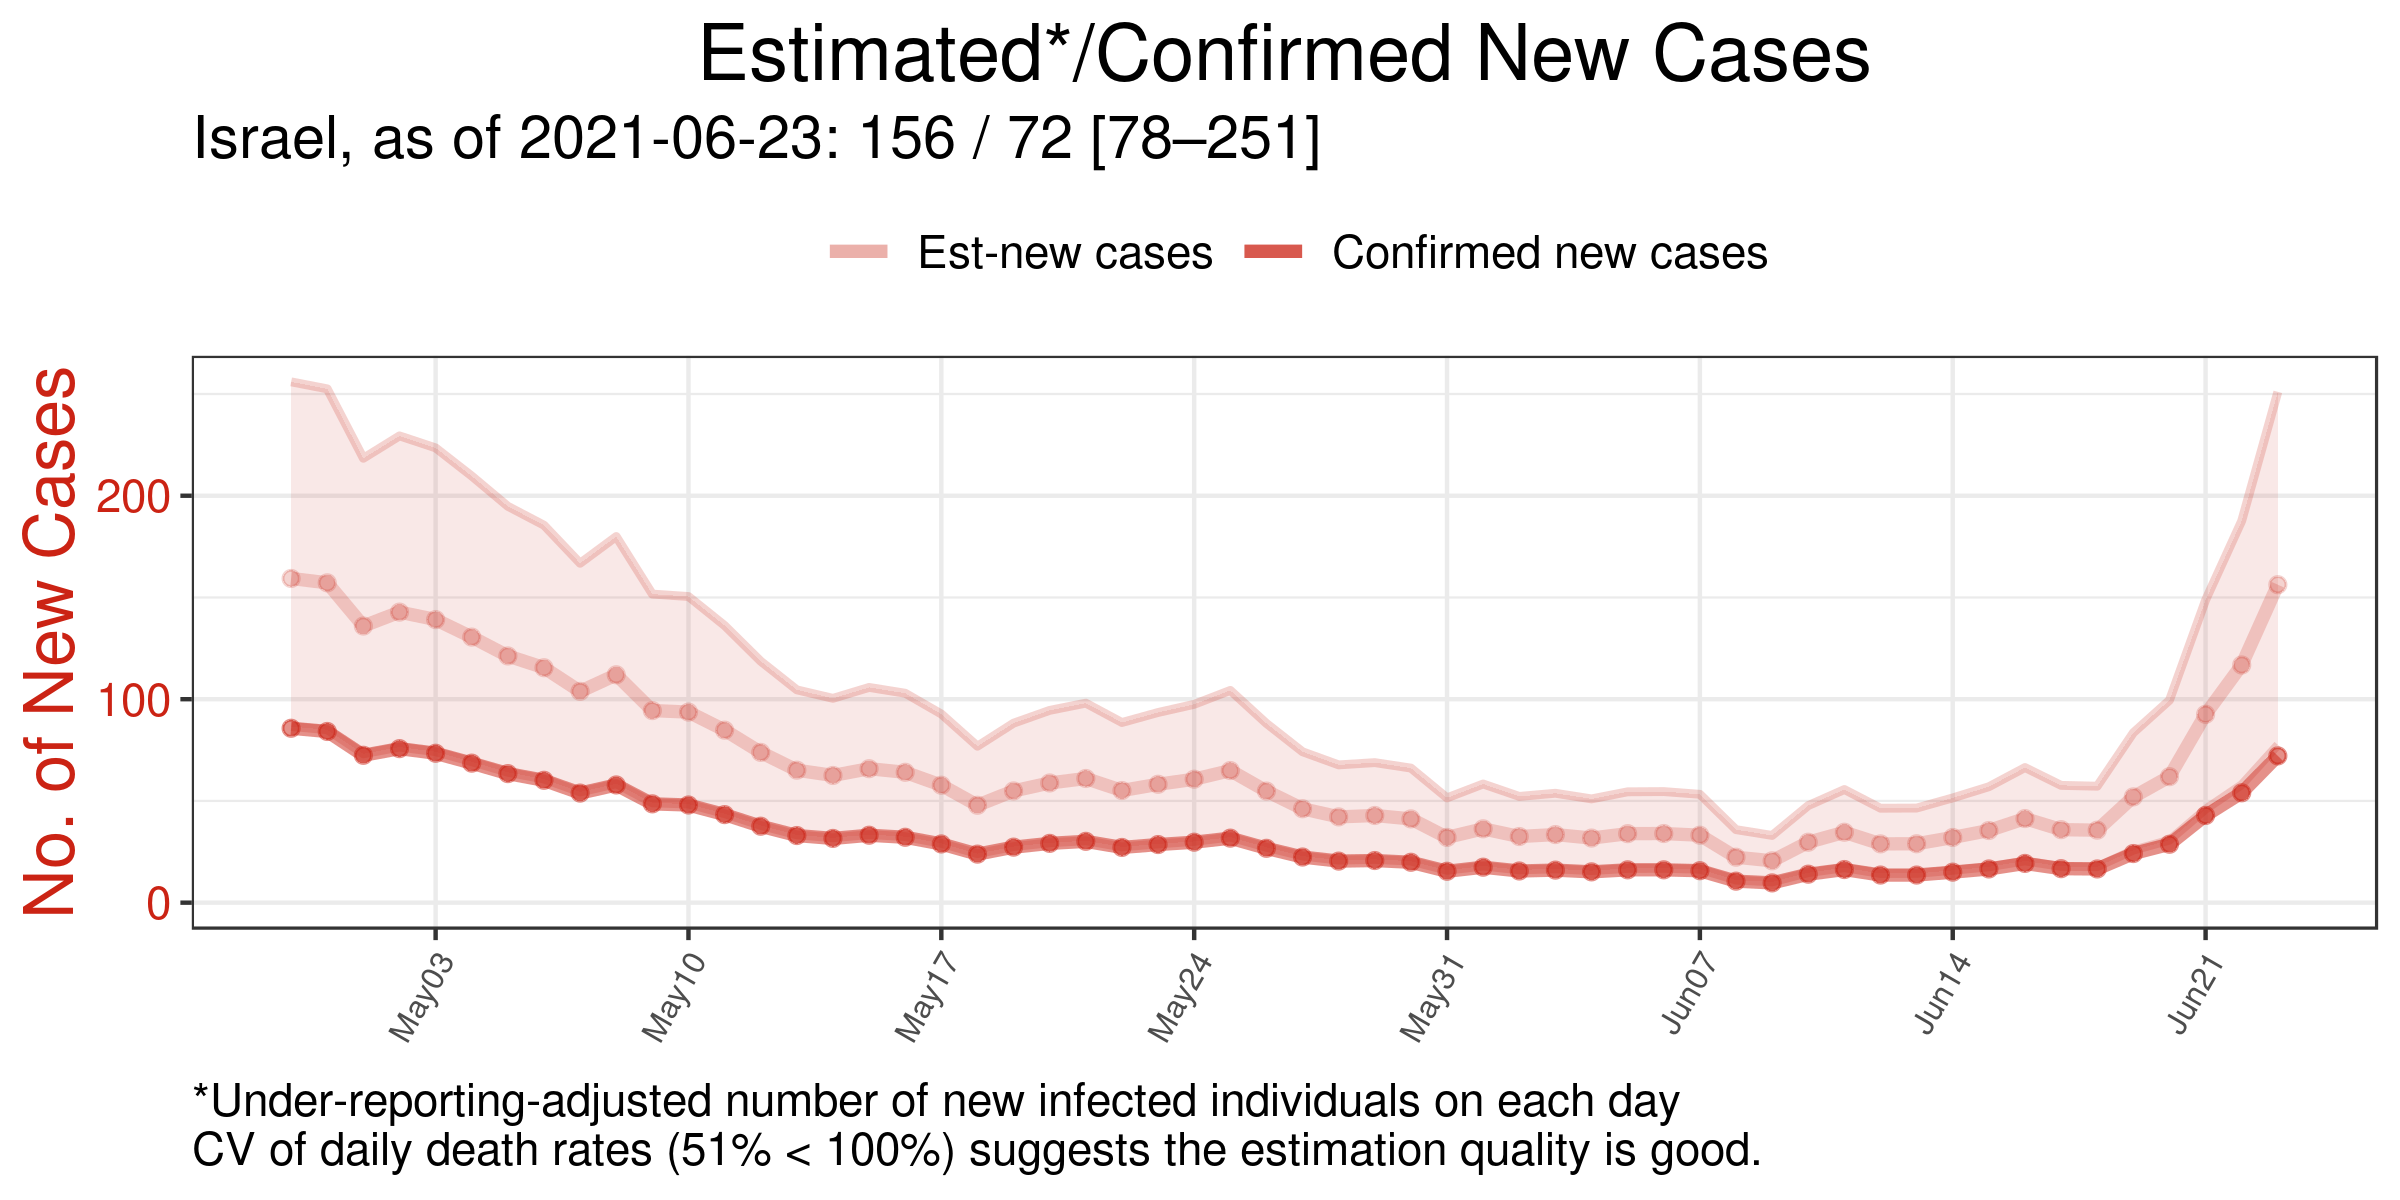 Estimated*/Confirmed New Cases
Israel, as of 2021-06-23: 156 / 72 [78–251]
Est-new cases
Confirmed new cases
No. of New Cases
200
100
0
May03
May10
May17
May24
May31
Jun07
Jun14
Jun21
*Under-reporting-adjusted number of new infected individuals on each day
CV of daily death rates (51% < 100%) suggests the estimation quality is good.